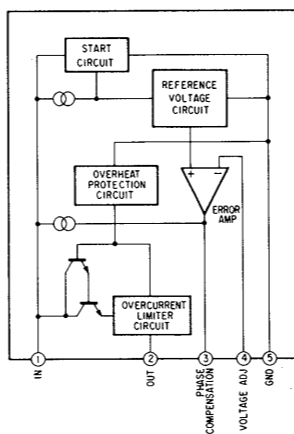 START
CIRCUIT
REFERENCE
VOLTAGE
CIRCUIT
OVERHEAT
PROTECTION
CIRCUIT
+
−
ERROR
AMP
OVERCURRENT
LIMITER
CIRCUIT
1
2
3
4
5
IN
OUT
PHASE
COMPENSATION
VOLTAGE ADJ
GND